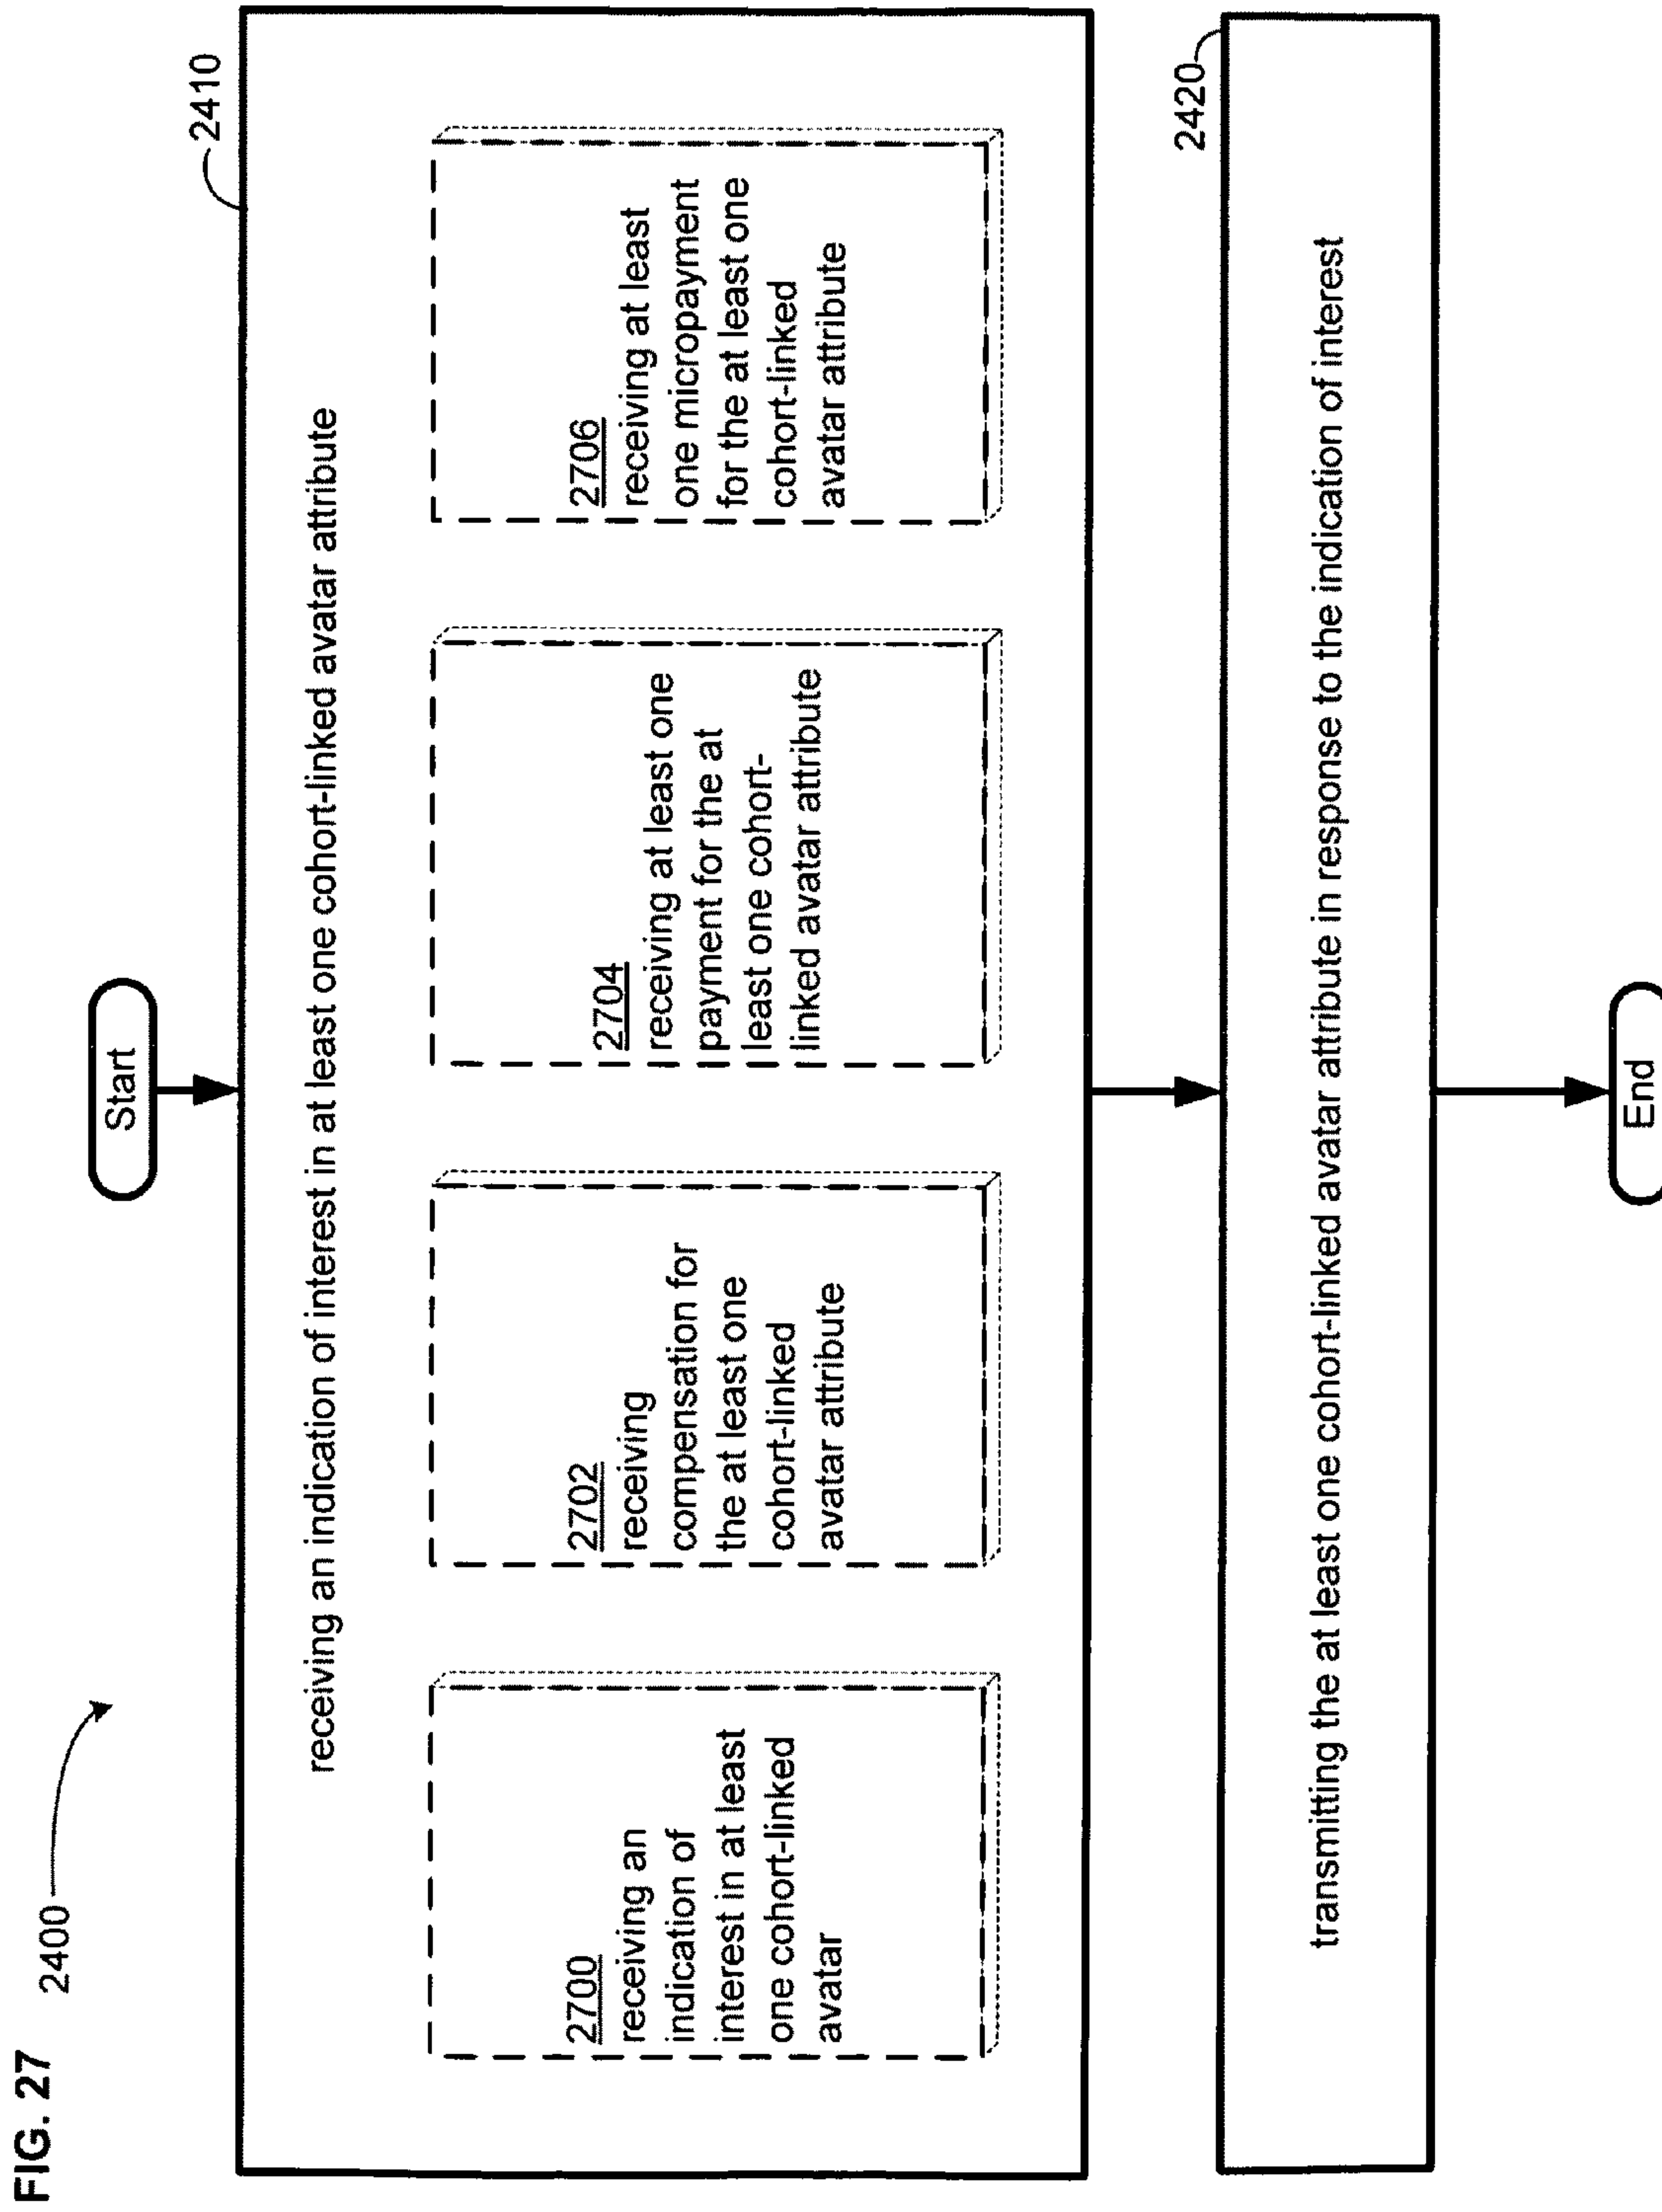 FIG. 27
2400
Start
2410
receiving an indication of interest in at least one cohort-linked avatar attribute
2700
receiving an
indication of
interest in at least
one cohort-linked
avatar
2702
receiving
compensation for
the at least one
cohort-linked
avatar attribute
2704
receiving at least one
payment for the at
least one cohort-
linked avatar attribute
2706
receiving at least
one micropayment
for the at least one
cohort-linked
avatar attribute
2420
transmitting the at least one cohort-linked avatar attribute in response to the indication of interest
End